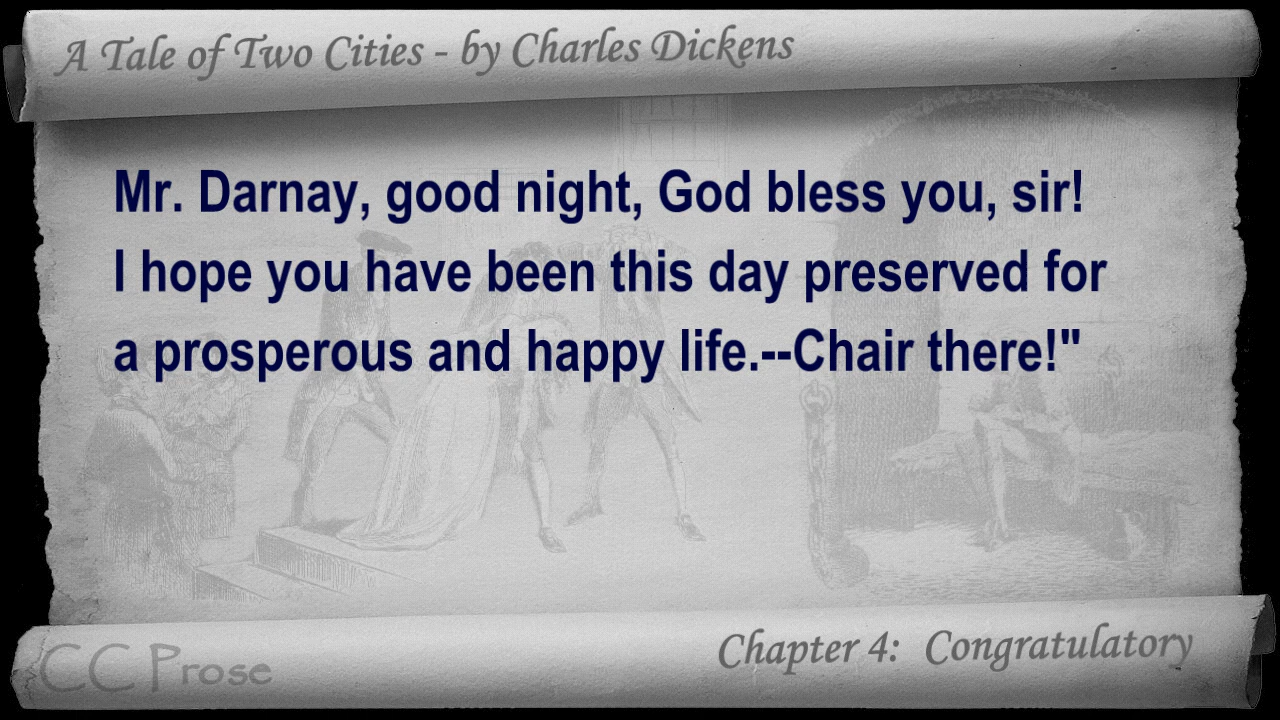 A Tale of Two Cities - by Charles Dickens
Mr. Darnay, good night, God bless you, sir!
I hope you have been this day preserved for
a prosperous and happy life.--Chair there!"
Chapter 4: Congratulatory
CC Prose